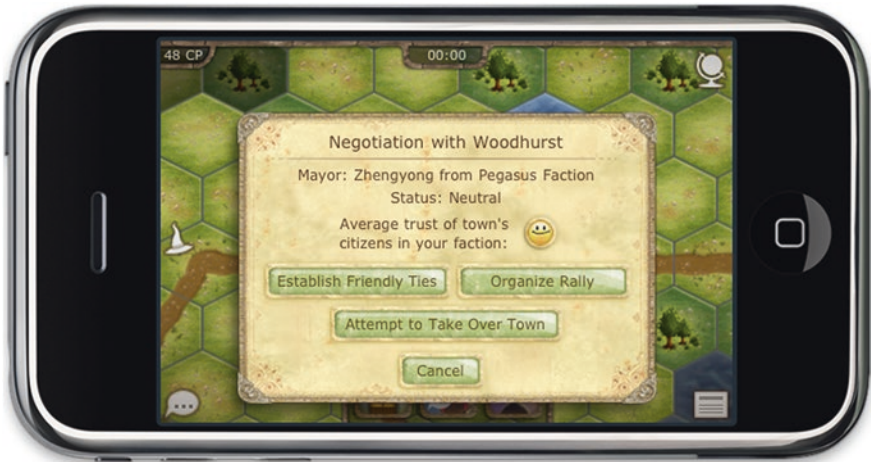 48 CP
00:00
Negotiation with Woodhurst
Mayor: Zhengyong from Pegasus Faction
Status: Neutral
Average trust of town's
citizens in your faction:
Establish Friendly Ties
Organize Rally
Attempt to Take Over Town
Cancel